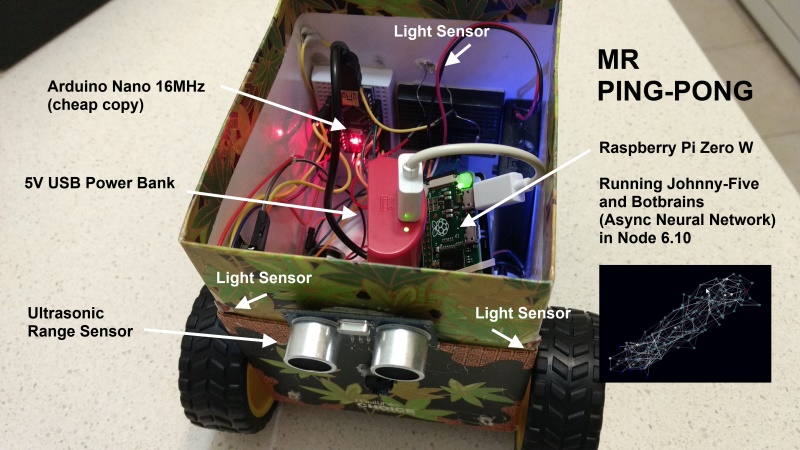 Light Sensor
MR
PING-PONG
Arduino Nano 16MHz
(cheap copy)
Raspberry Pi Zero W
5V USB Power Bank
Running Johnny-Five
and Botbrains
(Async Neural Network)
in Node 6.10
Light Sensor
Light Sensor
Ultrasonic
Range Sensor
CHOICE